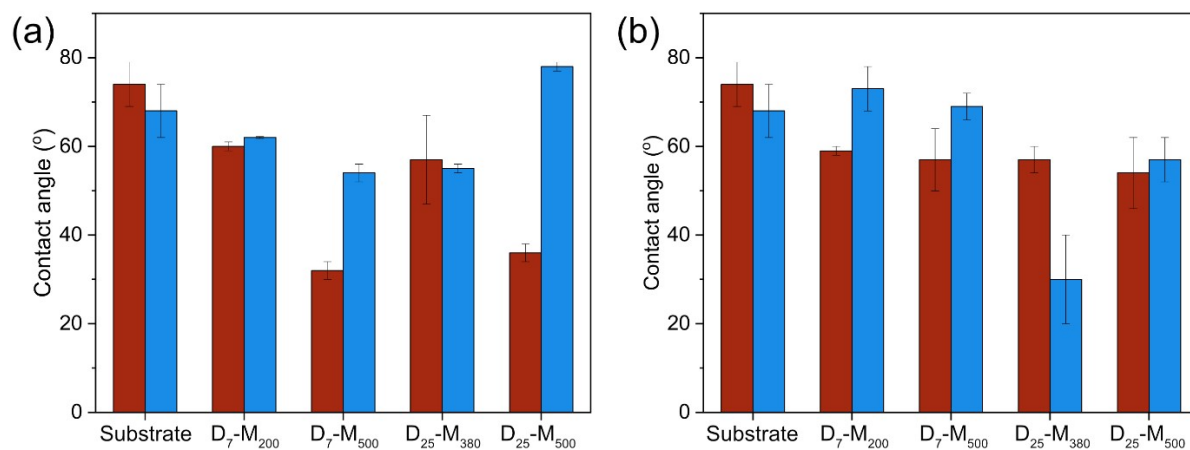 (a)
80
60
40
20
0
Contact angle (º)
Substrate D₇-M₂₀₀ D₇-M₅₀₀ D₂₅-M₃₈₀ D₂₅-M₅₀₀
(b)
80
60
40
20
0
Contact angle (º)
Substrate D₇-M₂₀₀ D₇-M₅₀₀ D₂₅-M₃₈₀ D₂₅-M₅₀₀